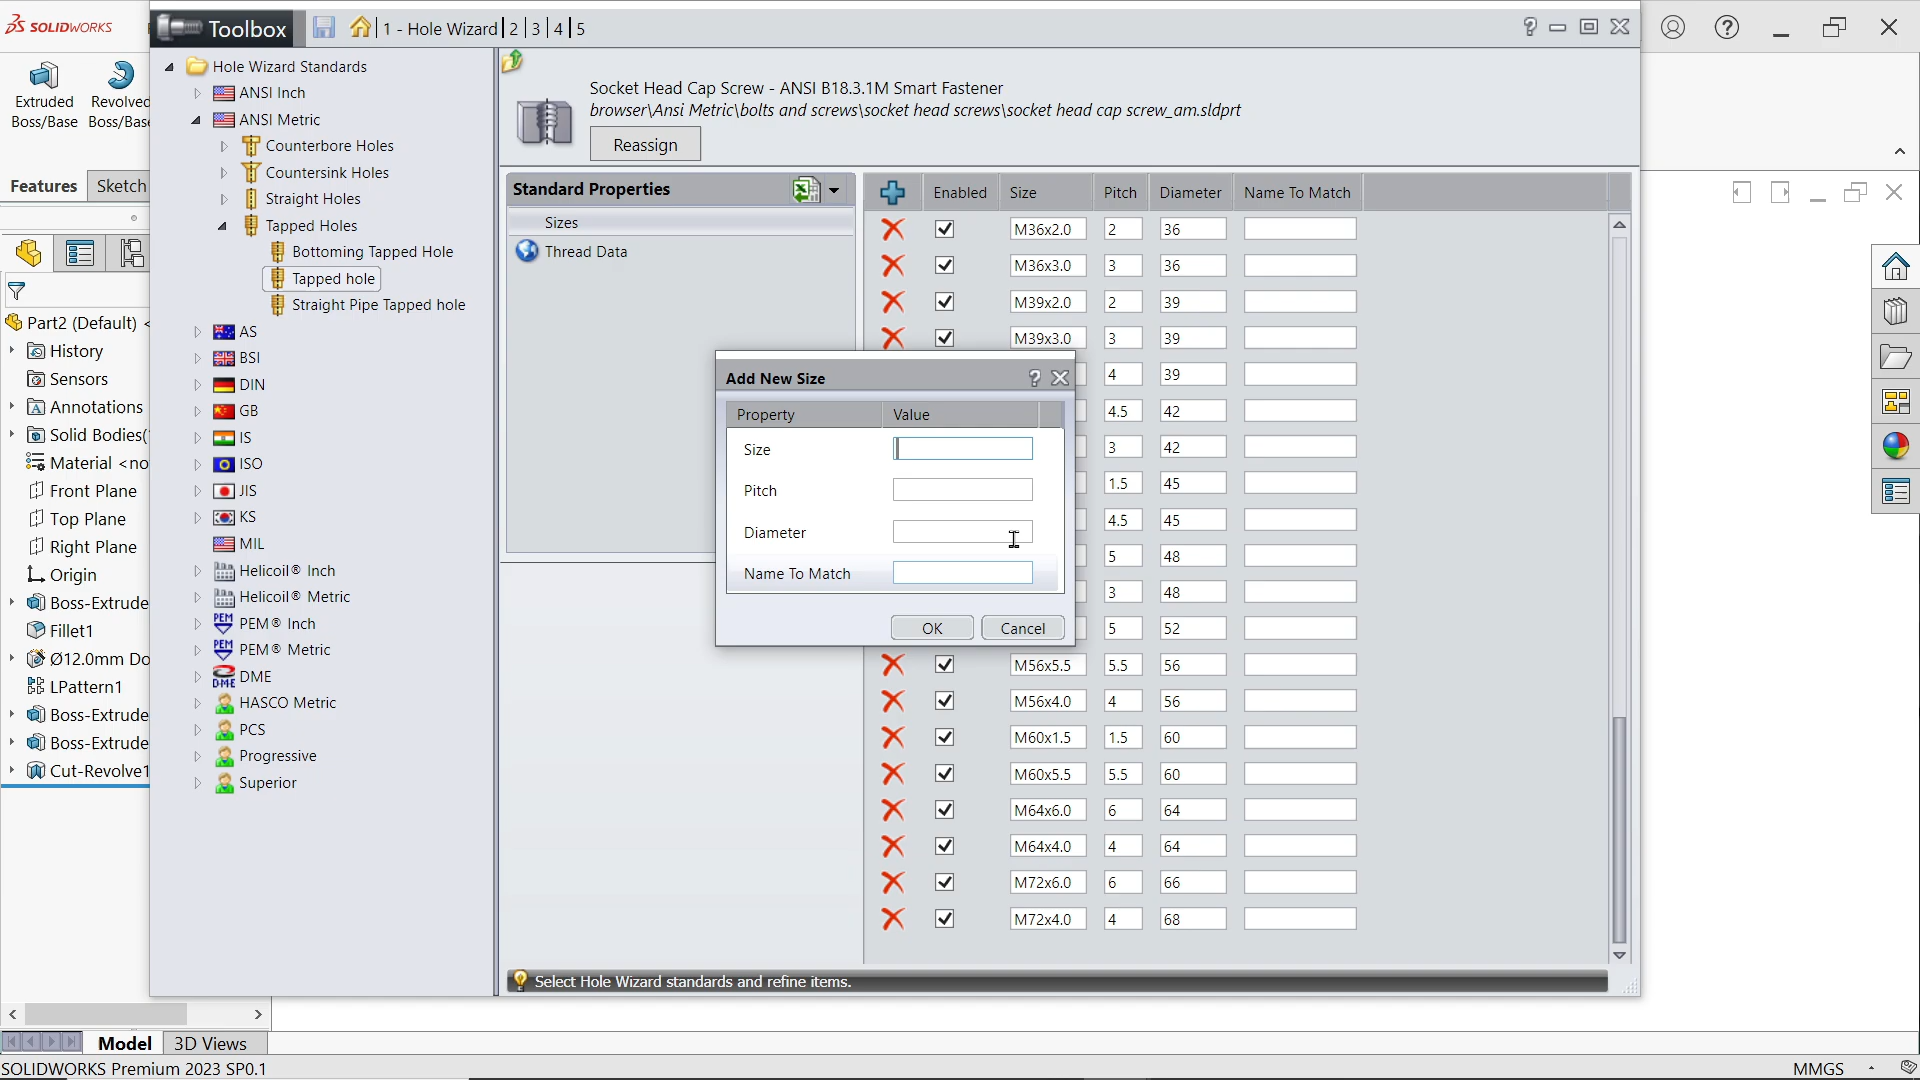 SOLIDWORKS
Toolbox
1 - Hole Wizard 2 3 4 5
Extruded Boss/Base
Revolved Boss/Bas
Features
Sketch
Part2 (Default) <
History
Sensors
Annotations
Solid Bodies(
Material <no
Front Plane
Top Plane
Right Plane
Origin
Boss-Extrude
Fillet1
Ø12.0mm Do
LPattern1
Boss-Extrude
Boss-Extrude
Cut-Revolve1
Hole Wizard Standards
ANSI Inch
ANSI Metric
Counterbore Holes
Countersink Holes
Straight Holes
Tapped Holes
Bottoming Tapped Hole
Tapped hole
Straight Pipe Tapped hole
AS
BSI
DIN
GB
IS
ISO
JIS
KS
MIL
Helicoil® Inch
Helicoil® Metric
PEM® Inch
PEM® Metric
DME
HASCO Metric
PCS
Progressive
Superior
Socket Head Cap Screw - ANSI B18.3.1M Smart Fastener
browser\Ansi Metric\bolts and screws\socket head screws\socket head cap screw_am.sldprt
Reassign
Standard Properties
Sizes
Thread Data
Enabled Size Pitch Diameter Name To Match
M36x2.0 2 36
M36x3.0 3 36
M39x2.0 2 39
M39x3.0 3 39
4 39
4.5 42
3 42
1.5 45
4.5 45
5 48
3 48
5 52
M56x5.5 5.5 56
M56x4.0 4 56
M60x1.5 1.5 60
M60x5.5 5.5 60
M64x6.0 6 64
M64x4.0 4 64
M72x6.0 6 66
M72x4.0 4 68
Add New Size
Property Value
Size
Pitch
Diameter
Name To Match
OK Cancel
Select Hole Wizard standards and refine items.
Model
3D Views
SOLIDWORKS Premium 2023 SP0.1
MMGS